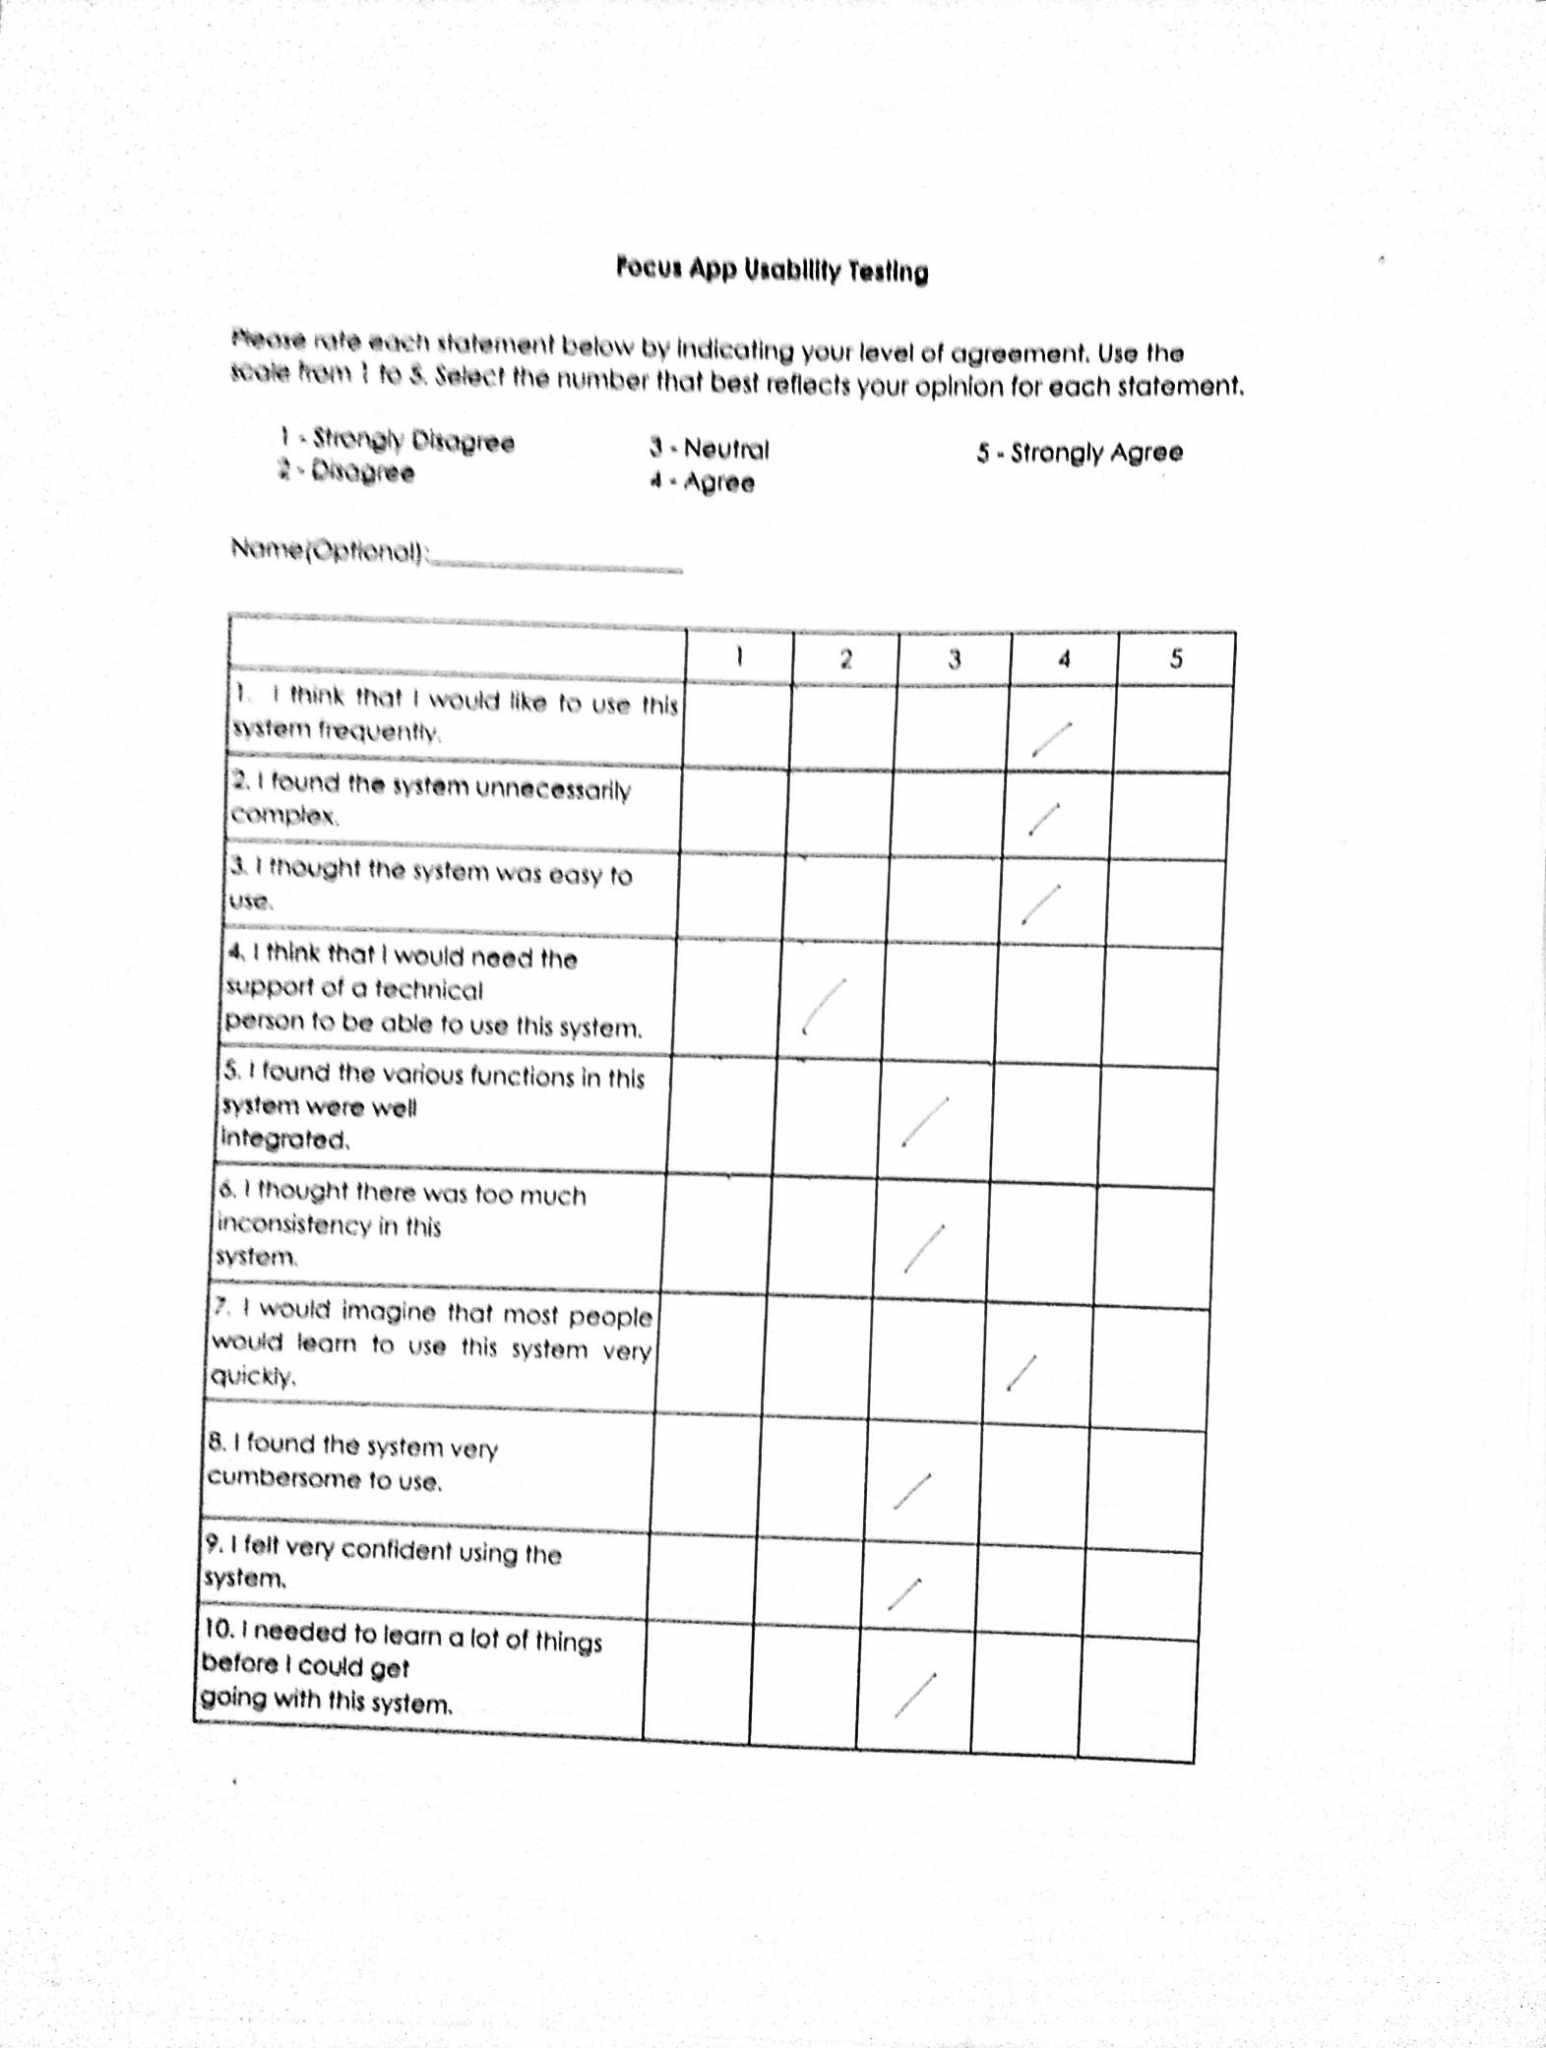 Focus App Usability Testing
Please rate each statement below by indicating your level of agreement. Use the
scale from 1 to 5. Select the number that best reflects your opinion for each statement.
1 - Strongly Disagree 3 - Neutral 5 - Strongly Agree
2 - Disagree 4 - Agree
Name(Optional):____________________
1 2 3 4 5
1. I think that I would like to use this
system frequently.
2. I found the system unnecessarily
complex.
3. I thought the system was easy to
use.
4. I think that I would need the
support of a technical
person to be able to use this system.
5. I found the various functions in this
system were well
integrated.
6. I thought there was too much
inconsistency in this
system.
7. I would imagine that most people
would learn to use this system very
quickly.
8. I found the system very
cumbersome to use.
9. I felt very confident using the
system.
10. I needed to learn a lot of things
before I could get
going with this system.